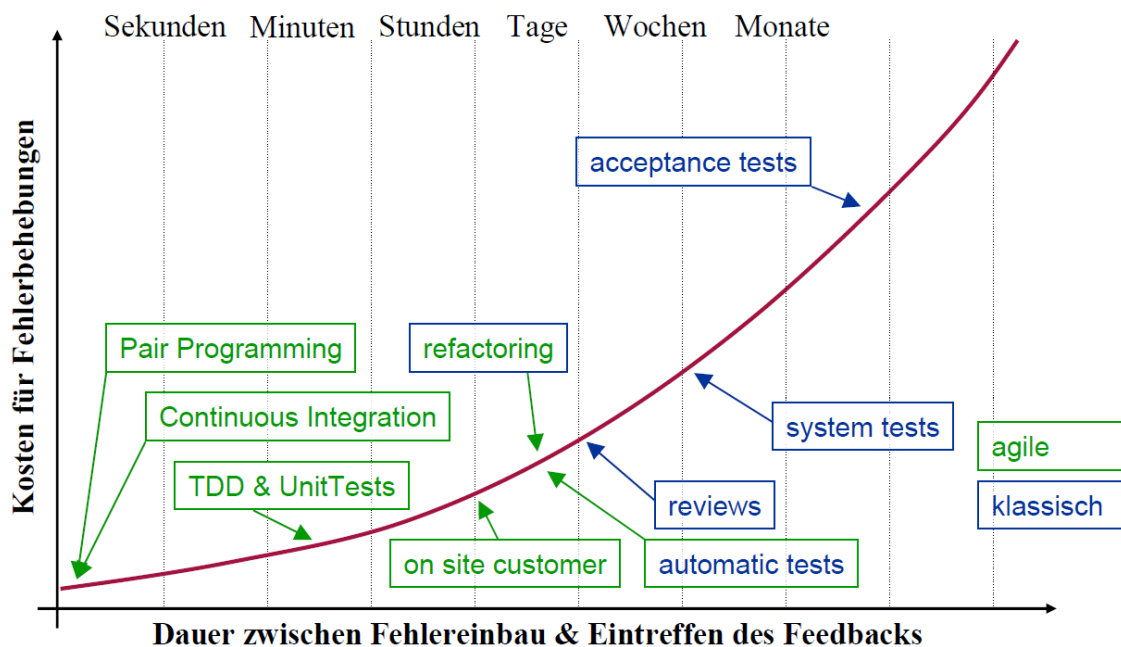 Sekunden Minuten Stunden Tage Wochen Monate
Kosten für Fehlerbehebungen
acceptance tests
Pair Programming
refactoring
Continuous Integration
system tests
agile
TDD & UnitTests
reviews
klassisch
on site customer
automatic tests
Dauer zwischen Fehlereinbau & Eintreffen des Feedbacks